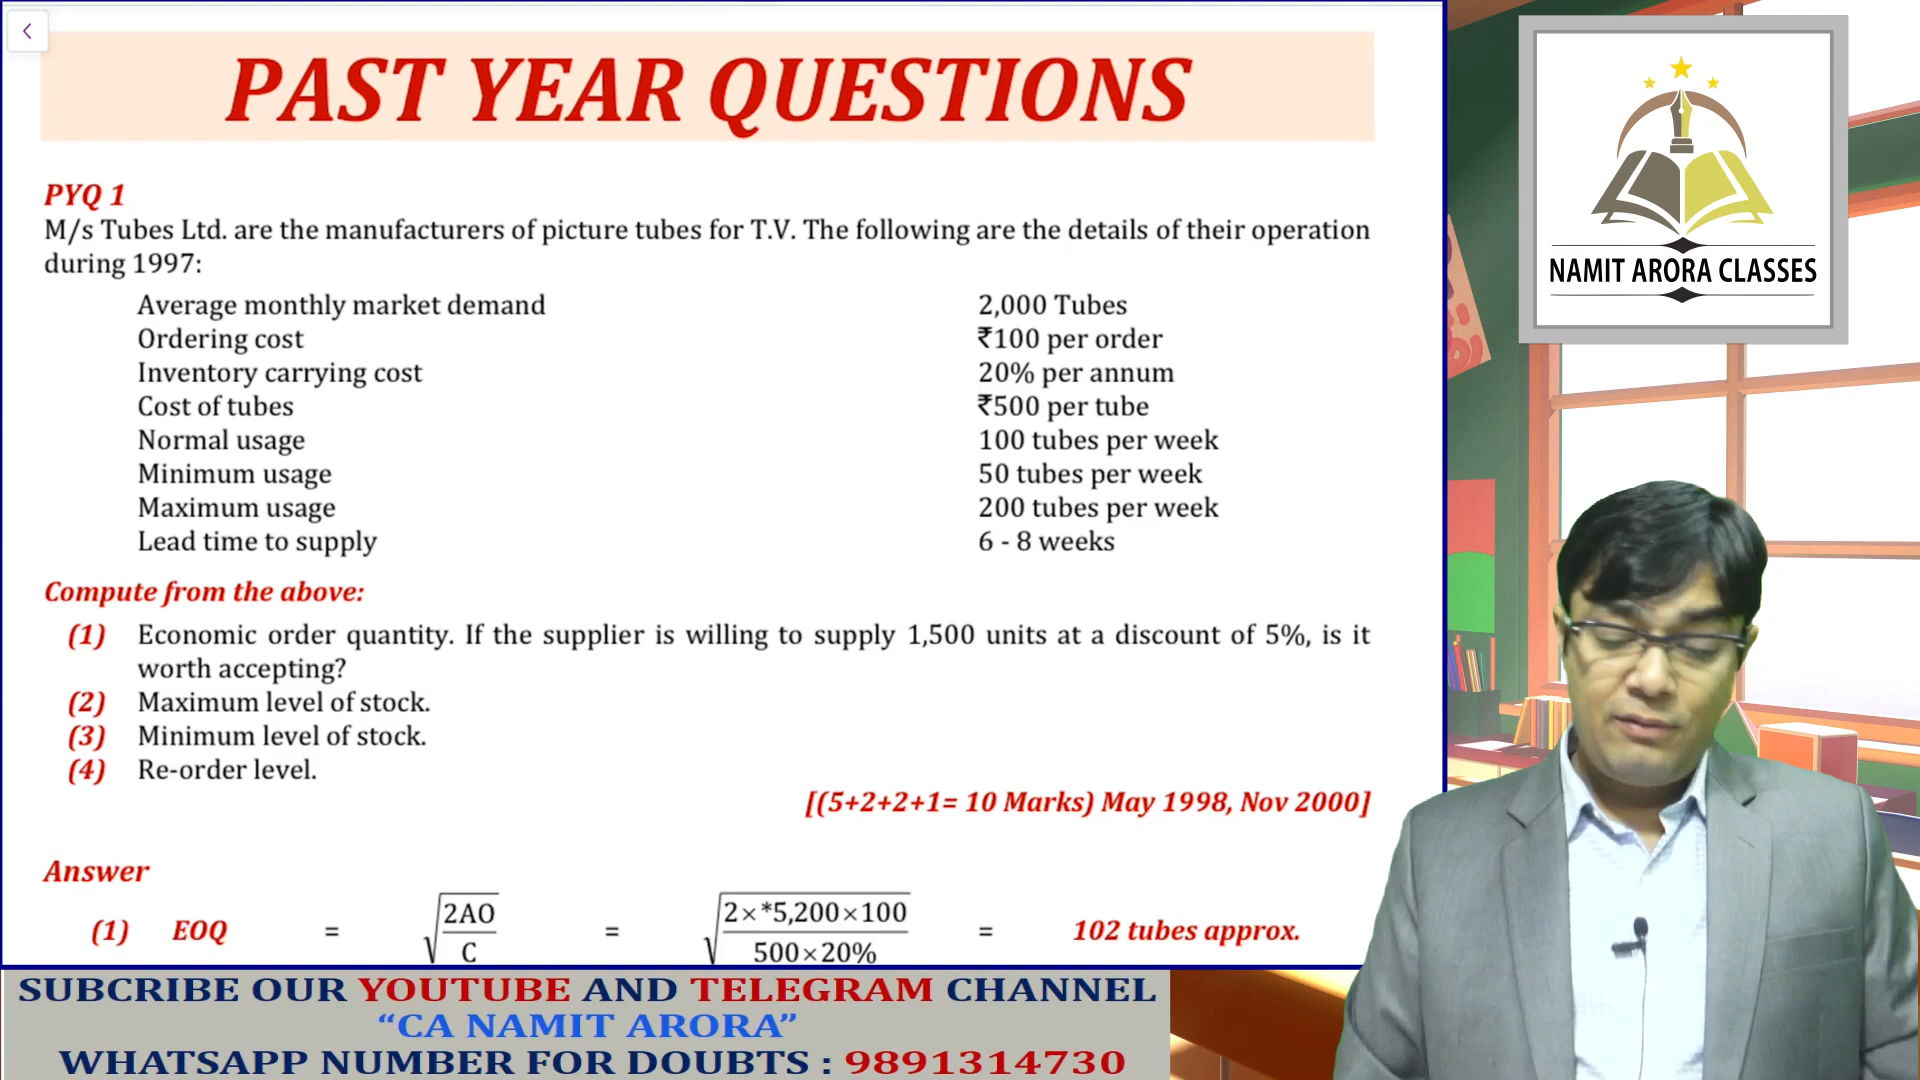 PAST YEAR QUESTIONS
PYQ 1
M/s Tubes Ltd. are the manufacturers of picture tubes for T.V. The following are the details of their operation
during 1997:
Average monthly market demand 2,000 Tubes
Ordering cost ₹100 per order
Inventory carrying cost 20% per annum
Cost of tubes ₹500 per tube
Normal usage 100 tubes per week
Minimum usage 50 tubes per week
Maximum usage 200 tubes per week
Lead time to supply 6 - 8 weeks
Compute from the above:
(1) Economic order quantity. If the supplier is willing to supply 1,500 units at a discount of 5%, is it
worth accepting?
(2) Maximum level of stock.
(3) Minimum level of stock.
(4) Re-order level.
[(5+2+2+1= 10 Marks) May 1998, Nov 2000]
Answer
(1) EOQ = √(2AO/C) = √(2×*5,200×100/500×20%) = 102 tubes approx.
SUBCRIBE OUR YOUTUBE AND TELEGRAM CHANNEL
“CA NAMIT ARORA”
WHATSAPP NUMBER FOR DOUBTS : 9891314730
NAMIT ARORA CLASSES